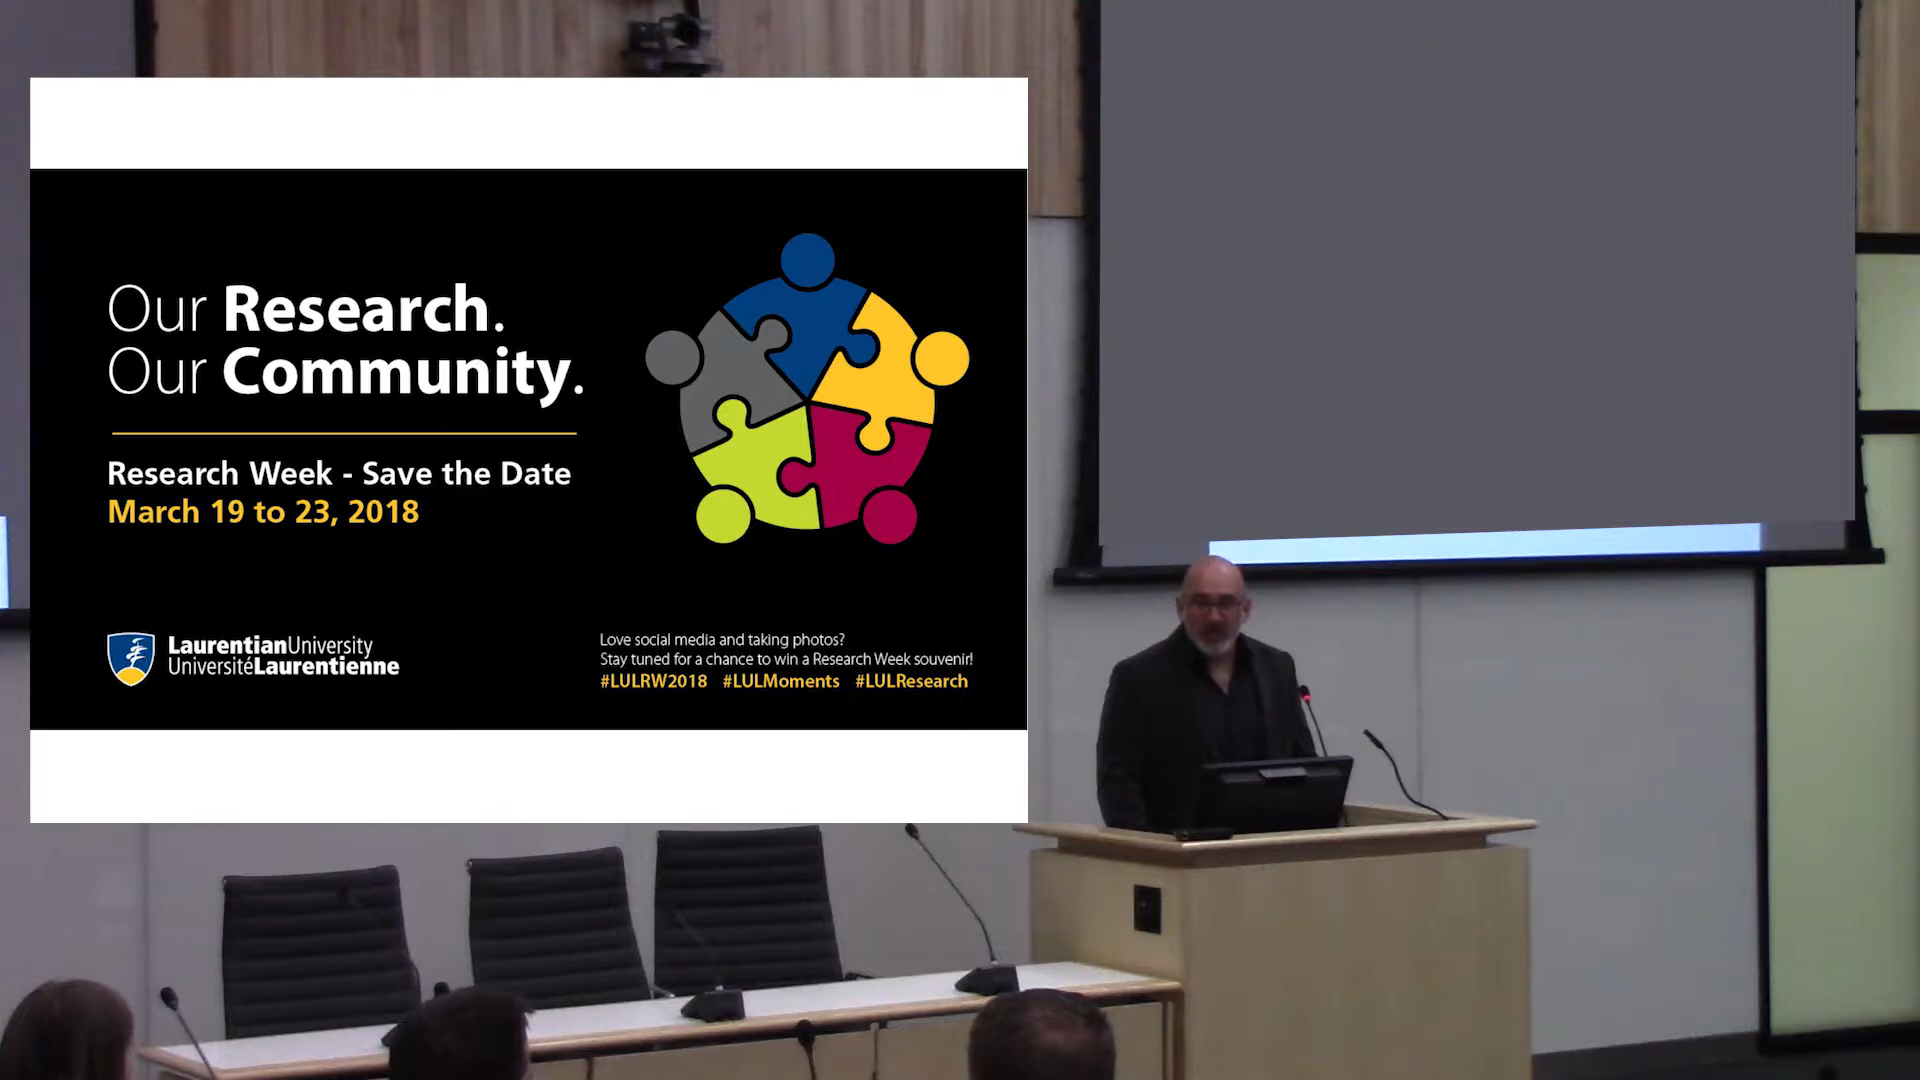 Our Research.
Our Community.
Research Week - Save the Date
March 19 to 23, 2018
LaurentianUniversity
UniversitéLaurentienne
Love social media and taking photos?
Stay tuned for a chance to win a Research Week souvenir!
#LULRW2018 #LULMoments #LULResearch